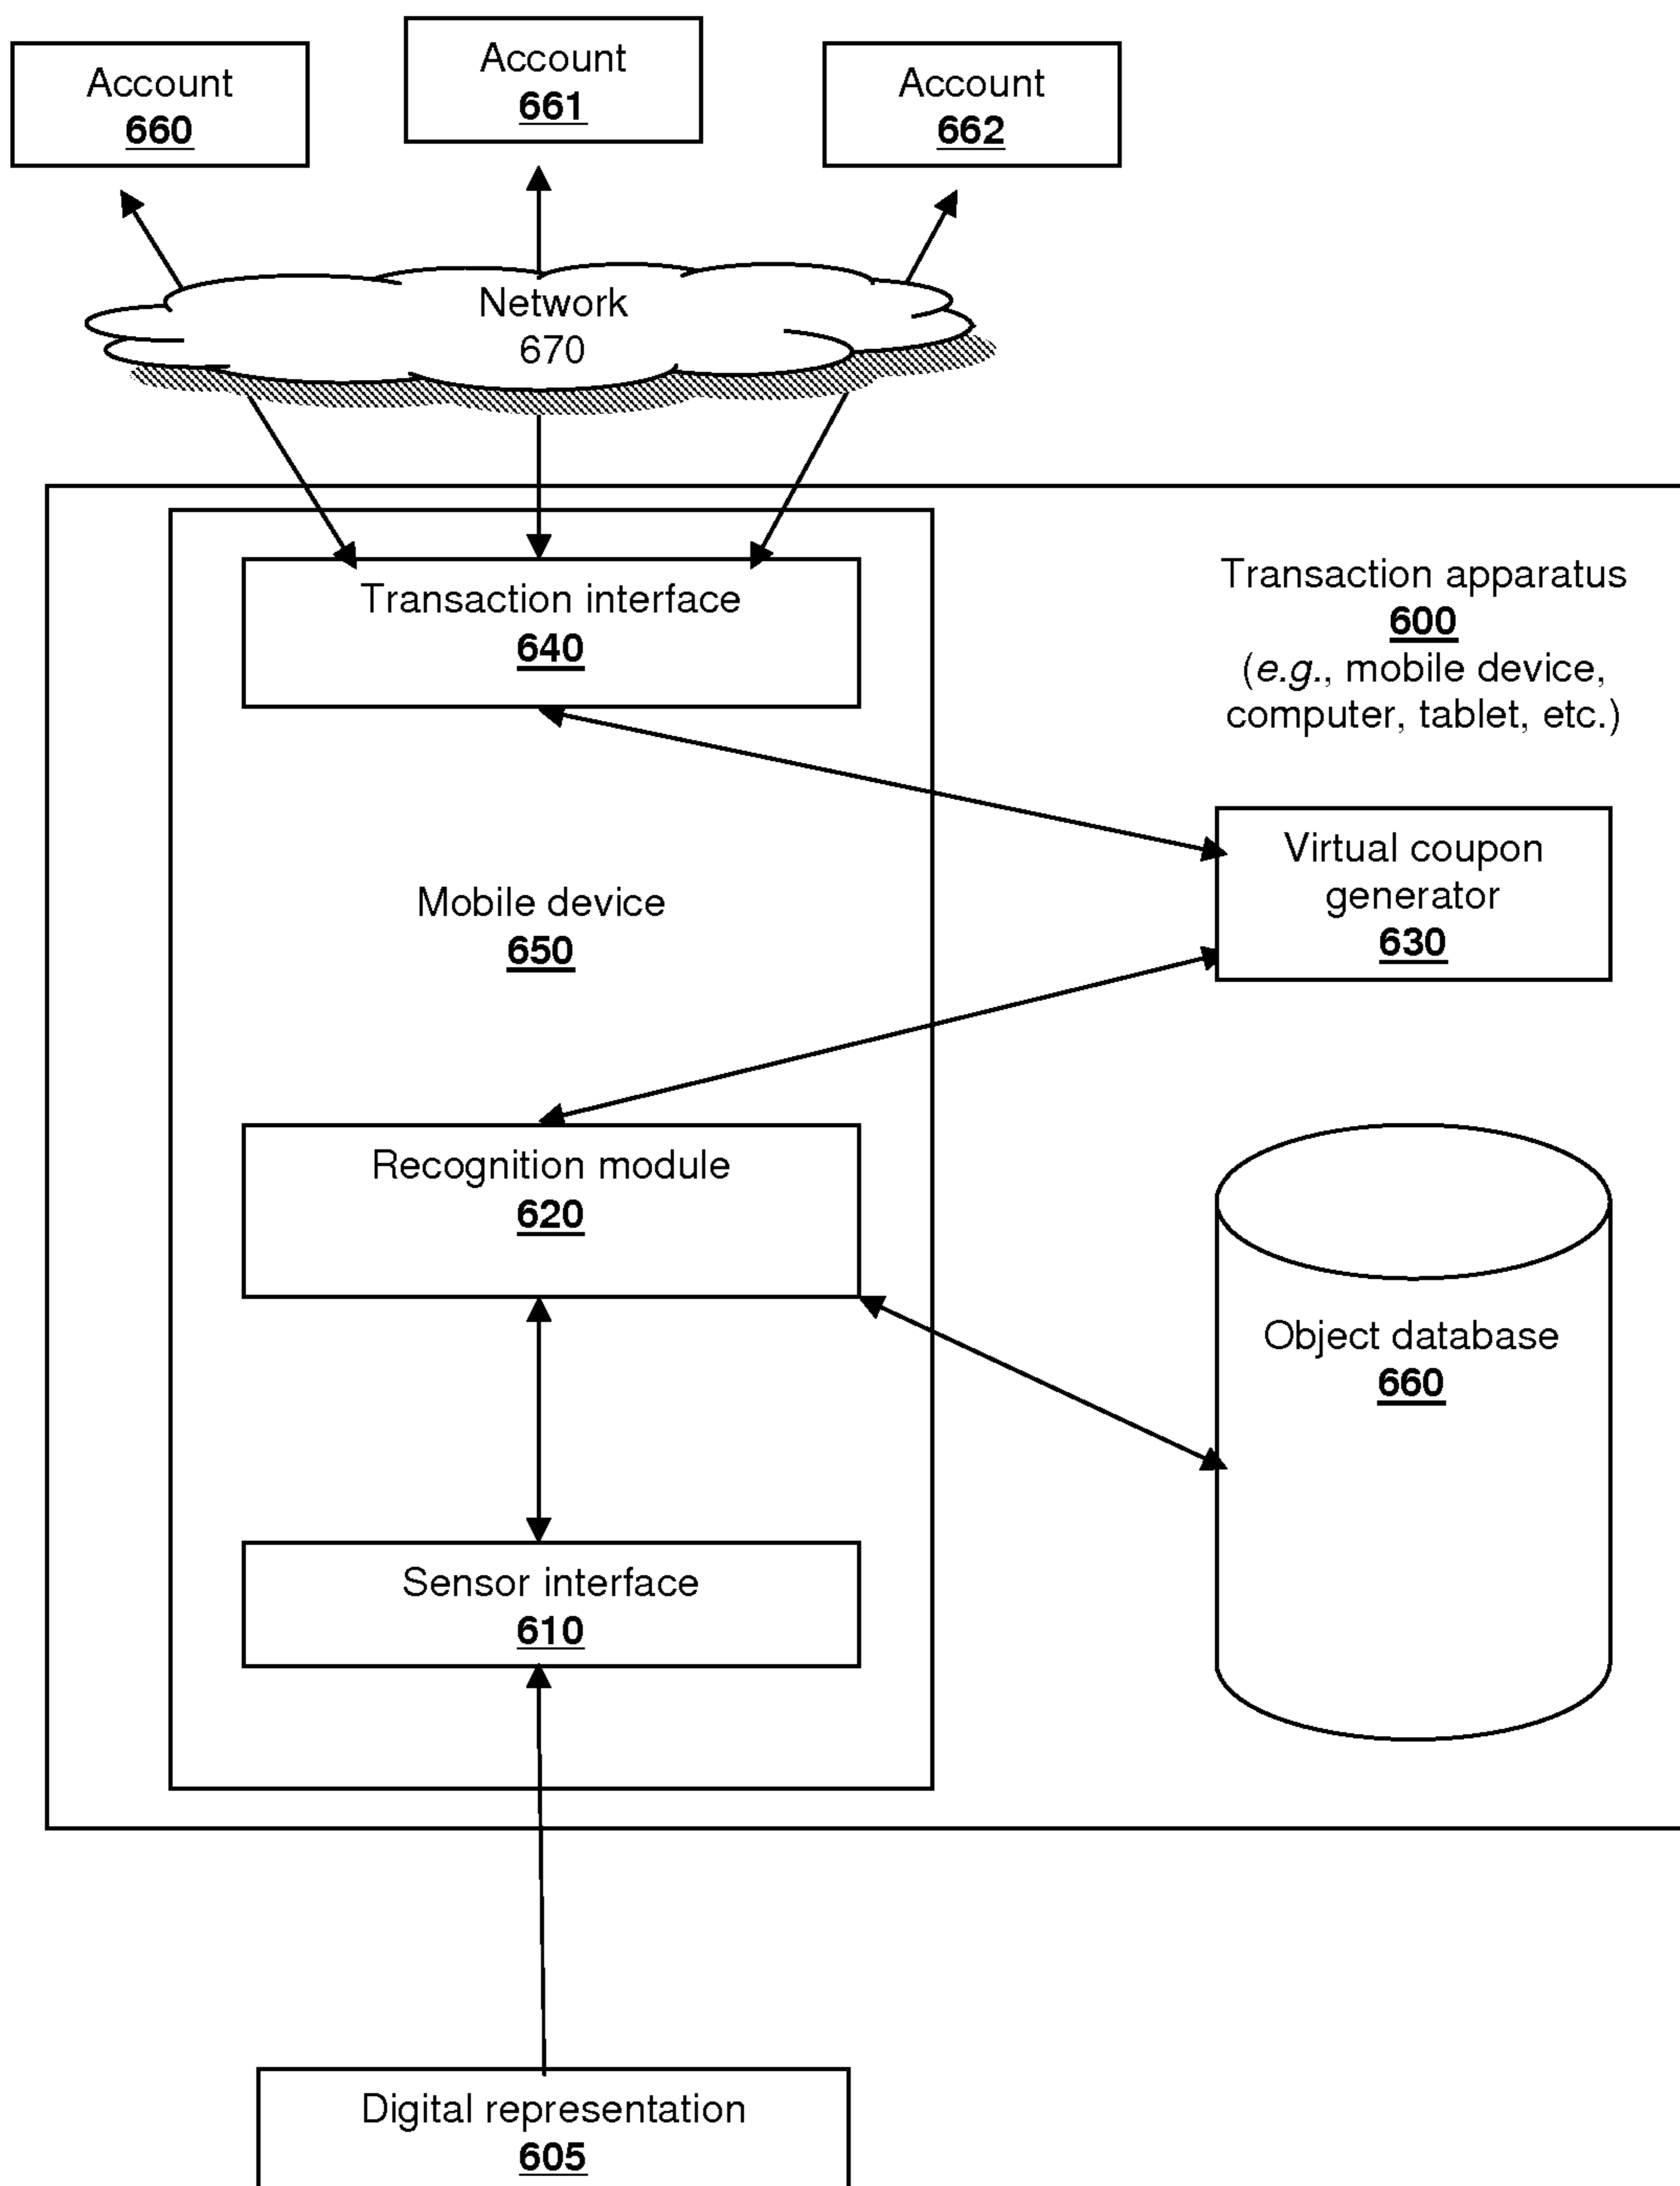 Account
660
Account
661
Account
662
Network
670
Transaction interface
640
Transaction apparatus
600
(e.g., mobile device,
computer, tablet, etc.)
Virtual coupon
generator
630
Mobile device
650
Recognition module
620
Object database
660
Sensor interface
610
Digital representation
605